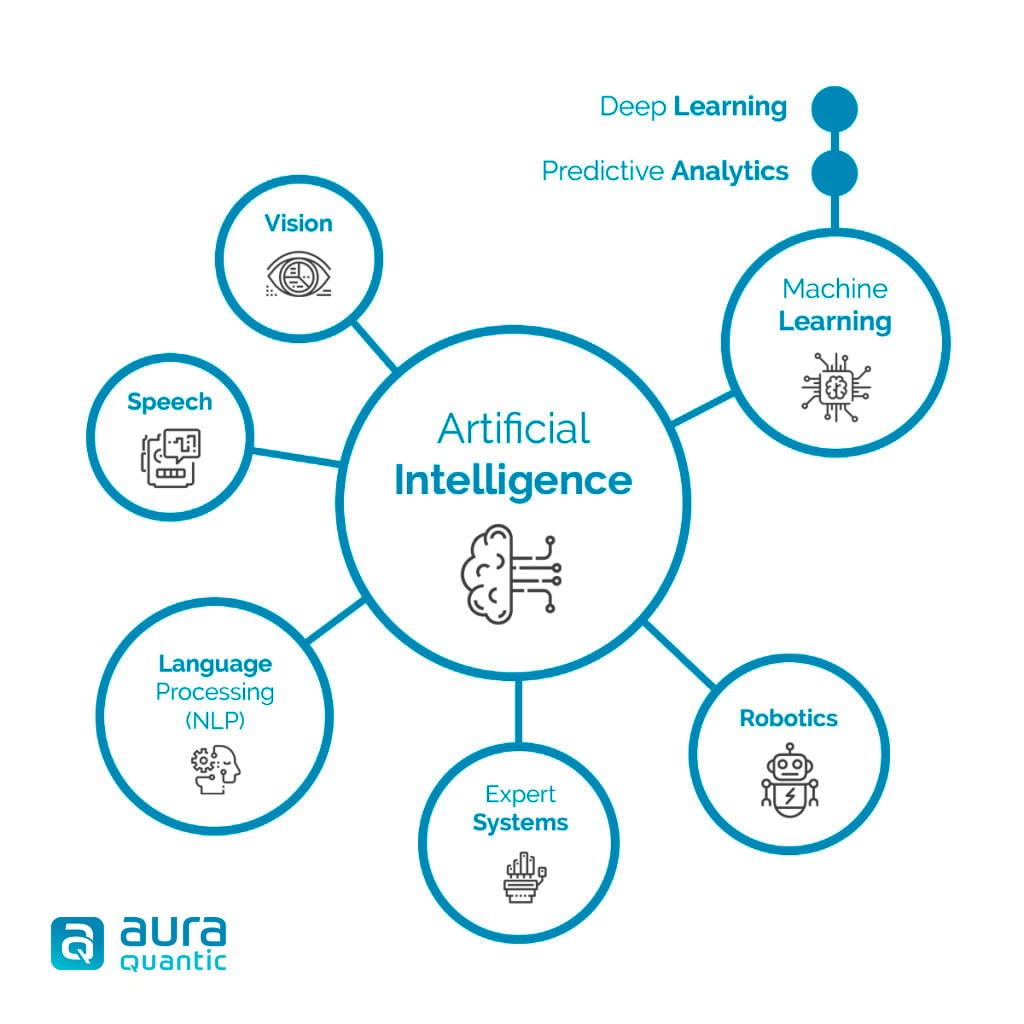 Deep Learning
Predictive Analytics
Vision
Machine
Learning
Speech
Artificial
Intelligence
Language
Processing
(NLP)
Robotics
Expert
Systems
aura
quantic